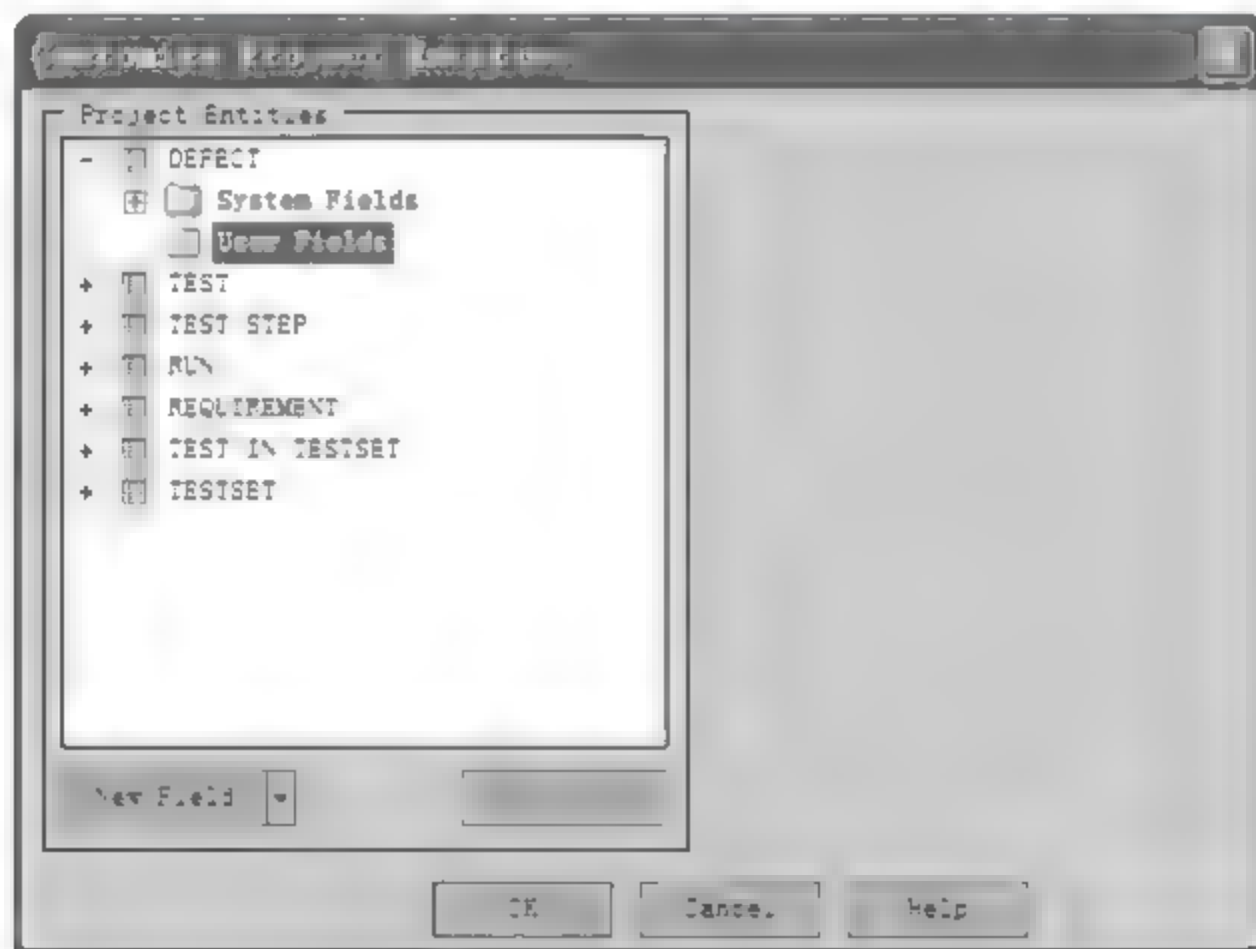 Project Entities
DEFECT
System Fields
User Fields
TEST
TEST STEP
RUN
REQUIREMENT
TEST IN TESTSET
TESTSET
New Field
OK
Cancel
Help